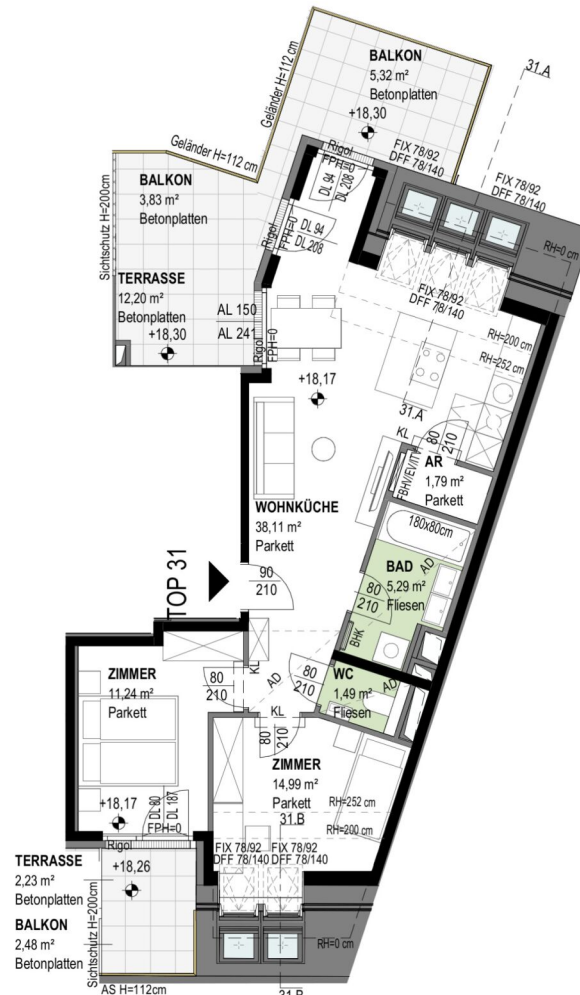 BALKON
5,32 m²
Betonplatten
+18,30
31.A
Geländer H=112 cm
Geländer H=112 cm
FIX 78/92
DFF 78/140
FIX 78/92
DFF 78/140
Rigol
FPH=0
DL 94
DL 208
BALKON
3,83 m²
Betonplatten
Sichtschutz H=200cm
Rigol
FPH=0
DL 94
DL 208
RH=0 cm
TERRASSE
12,20 m²
Betonplatten
+18,30
AL 150
AL 241
Rigol
FPH=0
FIX 78/92
DFF 78/140
RH=200 cm
RH=252 cm
+18,17
31.A
KL
80
210
AR
1,79 m²
Parkett
FBHV/EV/IT
WOHNKÜCHE
38,11 m²
Parkett
180x80cm
BAD
5,29 m²
Fliesen
AD
80
210
BHK
TOP 31
90
210
ZIMMER
11,24 m²
Parkett
80
210
KL
AD
80
210
WC
1,49 m²
Fliesen
AD
KL
80
210
ZIMMER
14,99 m²
Parkett
31.B
RH=252 cm
RH=200 cm
+18,17
DL 80
DL 187
FPH=0
Rigol
FIX 78/92
DFF 78/140
FIX 78/92
DFF 78/140
TERRASSE
2,23 m²
Betonplatten
+18,26
BALKON
2,48 m²
Betonplatten
Sichtschutz H=200cm
RH=0 cm
AS H=112cm
31.B